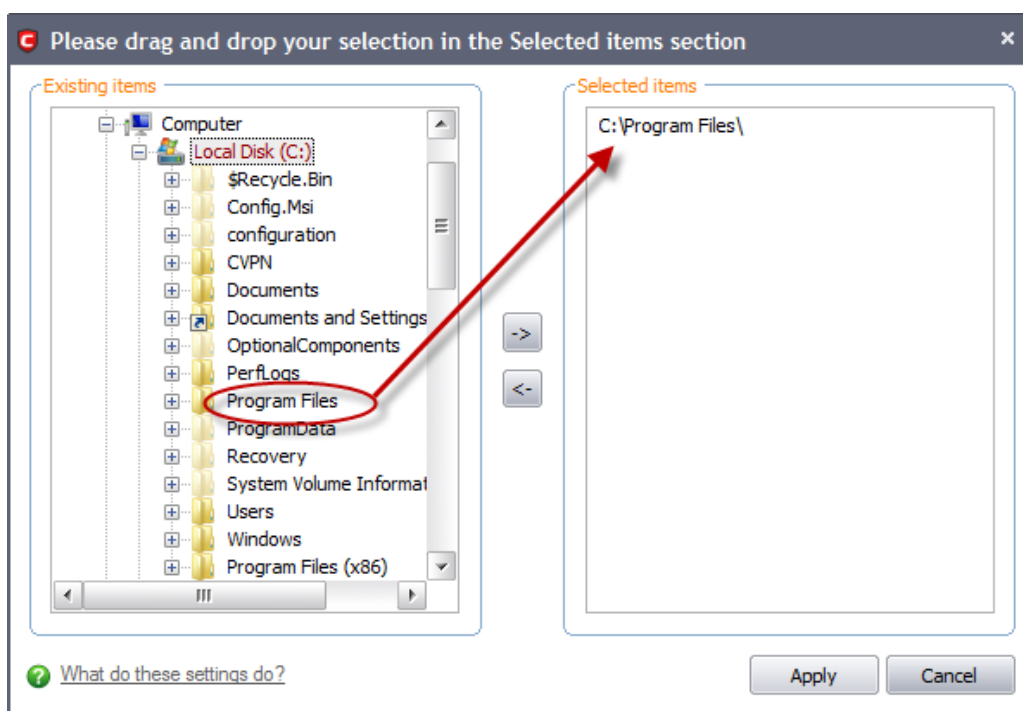 Please drag and drop your selection in the Selected items section
Existing items
Computer
Local Disk (C:)
$Recycle.Bin
Config.Msi
configuration
CVPN
Documents
Documents and Settings
OptionalComponents
PerfLogs
Program Files
ProgramData
Recovery
System Volume Informat
Users
Windows
Program Files (x86)
->
<-
Selected items
C:\Program Files\
What do these settings do?
Apply
Cancel